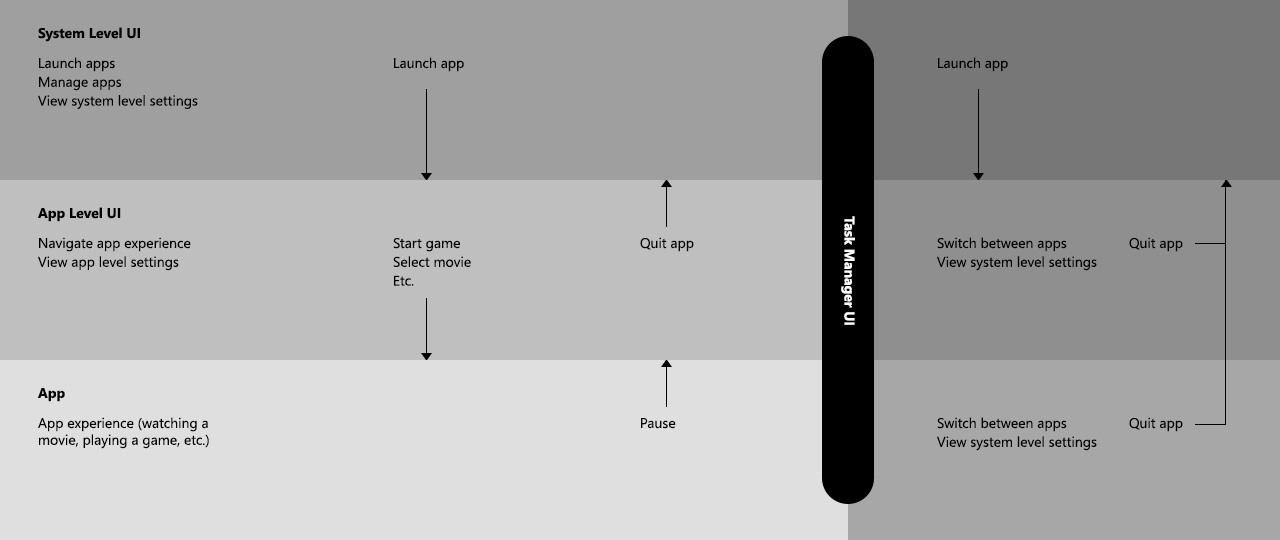 System Level UI
Launch apps
Manage apps
View system level settings
Launch app
Launch app
App Level UI
Navigate app experience
View app level settings
Start game
Select movie
Etc.
Quit app
Task Manager UI
Switch between apps
View system level settings
Quit app
App
App experience (watching a
movie, playing a game, etc.)
Pause
Switch between apps
View system level settings
Quit app